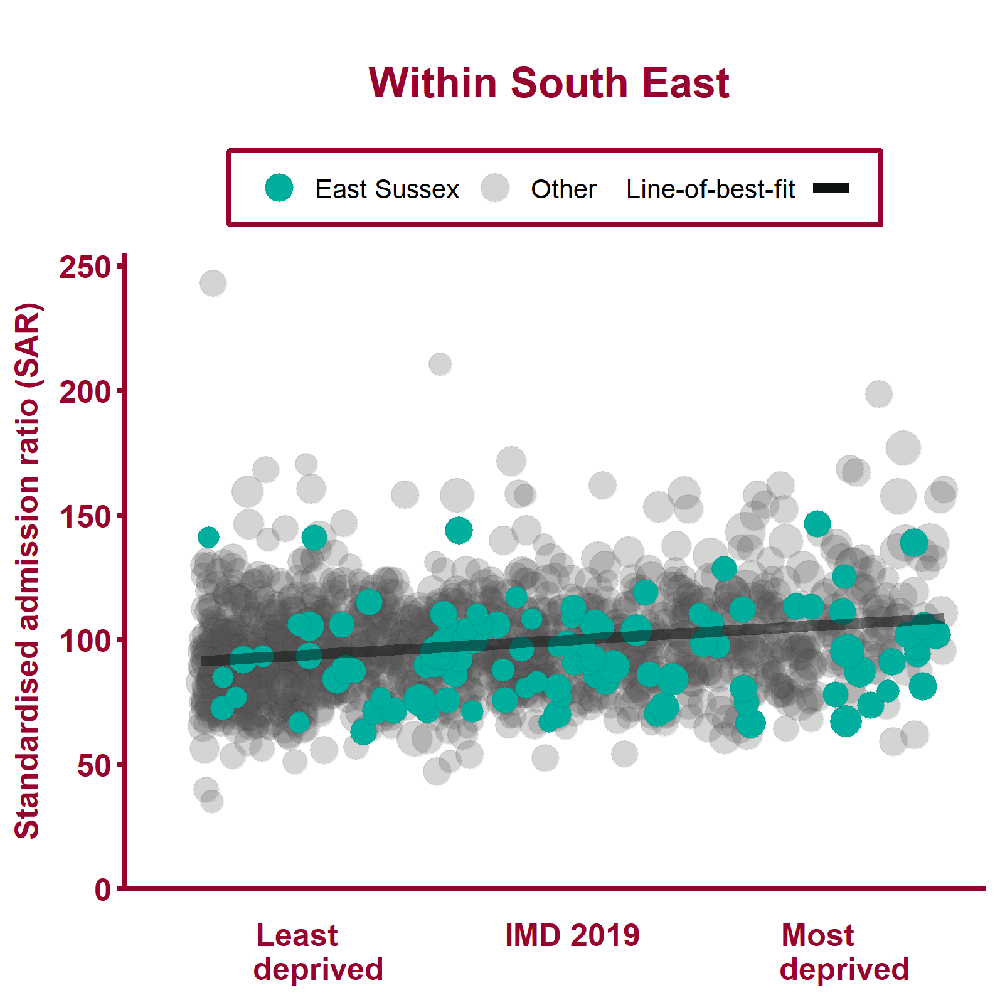 Within South East
East Sussex Other Line-of-best-fit
Standardised admission ratio (SAR)
250
200
150
100
50
0
Least deprived
IMD 2019
Most deprived